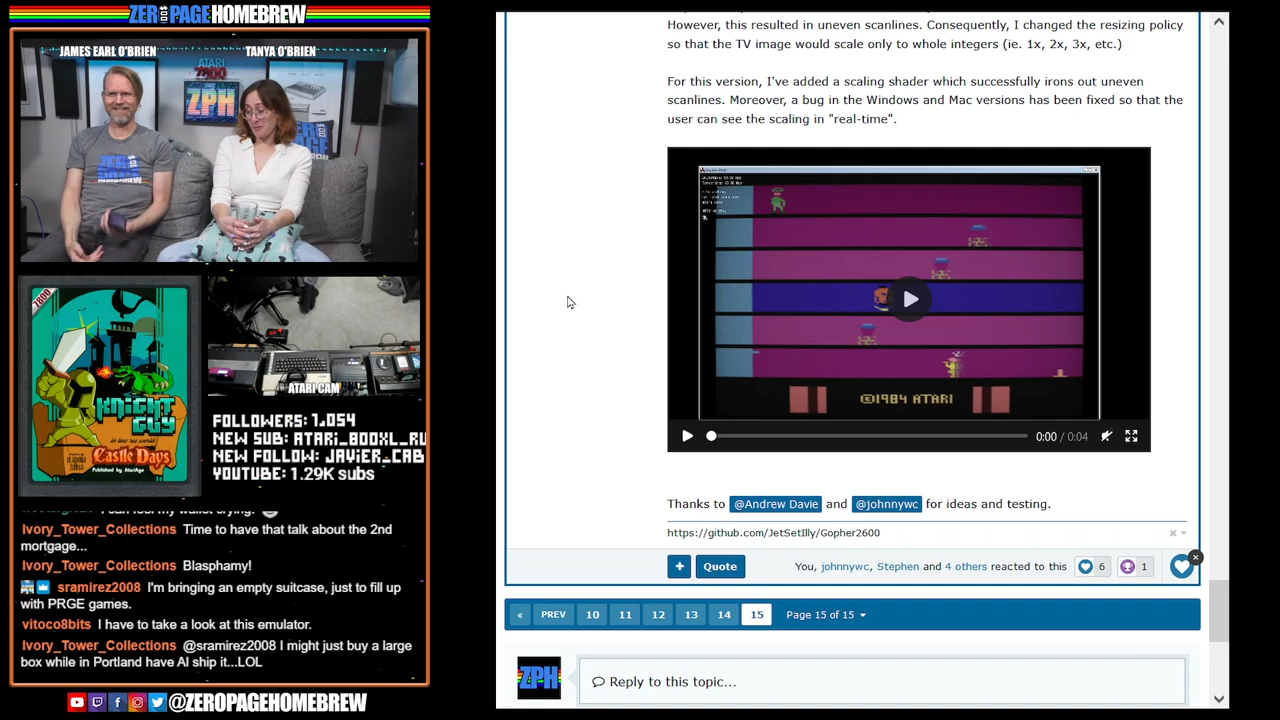 ZERO PAGE HOMEBREW
JAMES EARL O'BRIEN
TANYA O'BRIEN
ATARI
ZPH
7800
KNIGHT
GUY
Castle Days
Published by AtariAge
ATARI CAM
FOLLOWERS: 1,054
NEW SUB: ATARI_800XL_RU
NEW FOLLOW: JAVIER_CAB
YOUTUBE: 1.29K subs
Ivory_Tower_Collections Time to have that talk about the 2nd
mortgage...
Ivory_Tower_Collections Blasphamy!
sramirez2008 I'm bringing an empty suitcase, just to fill up
with PRGE games.
vitoco8bits I have to take a look at this emulator.
Ivory_Tower_Collections @sramirez2008 I might just buy a large
box while in Portland have AI ship it...LOL
@ZEROPAGEHOMEBREW
However, this resulted in uneven scanlines. Consequently, I changed the resizing policy
so that the TV image would scale only to whole integers (ie. 1x, 2x, 3x, etc.)
For this version, I've added a scaling shader which successfully irons out uneven
scanlines. Moreover, a bug in the Windows and Mac versions has been fixed so that the
user can see the scaling in "real-time".
©1984 ATARI
0:00 / 0:04
Thanks to @Andrew Davie and @johnnywc for ideas and testing.
https://github.com/JetSetIlly/Gopher2600
+ Quote You, johnnywc, Stephen and 4 others reacted to this 6 1
« PREV 10 11 12 13 14 15 Page 15 of 15
ZPH
Reply to this topic...